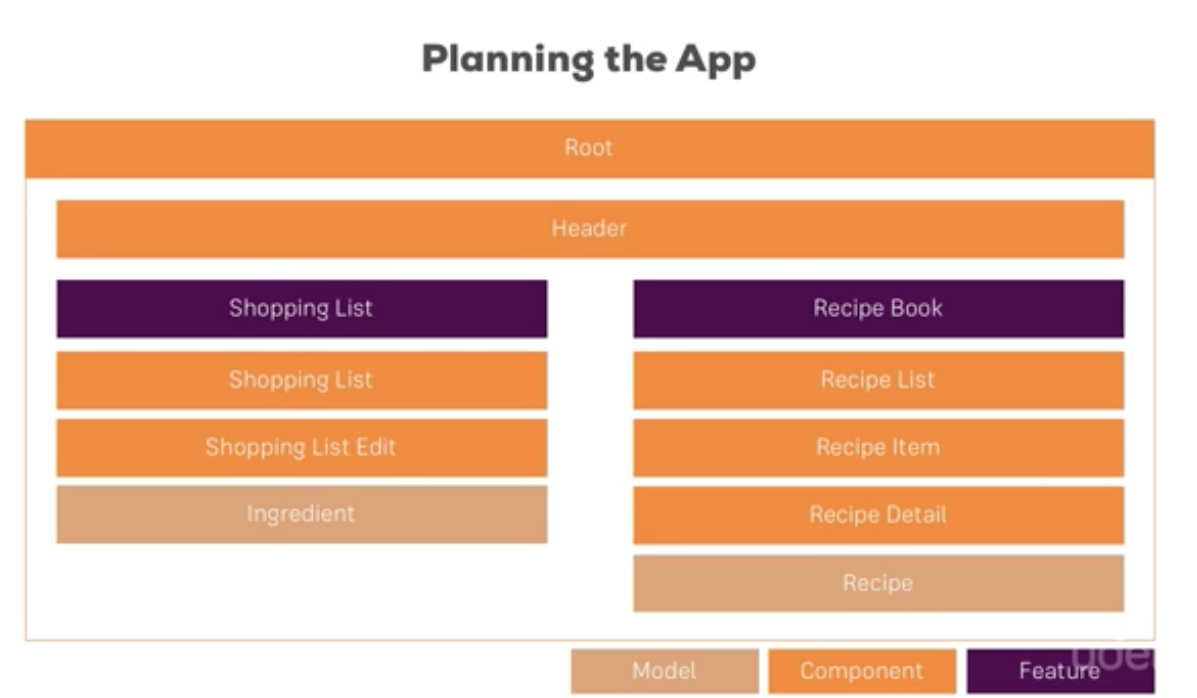 Planning the App
Root
Header
Shopping List
Shopping List
Shopping List Edit
Ingredient
Recipe Book
Recipe List
Recipe Item
Recipe Detail
Recipe
Model
Component
Feature